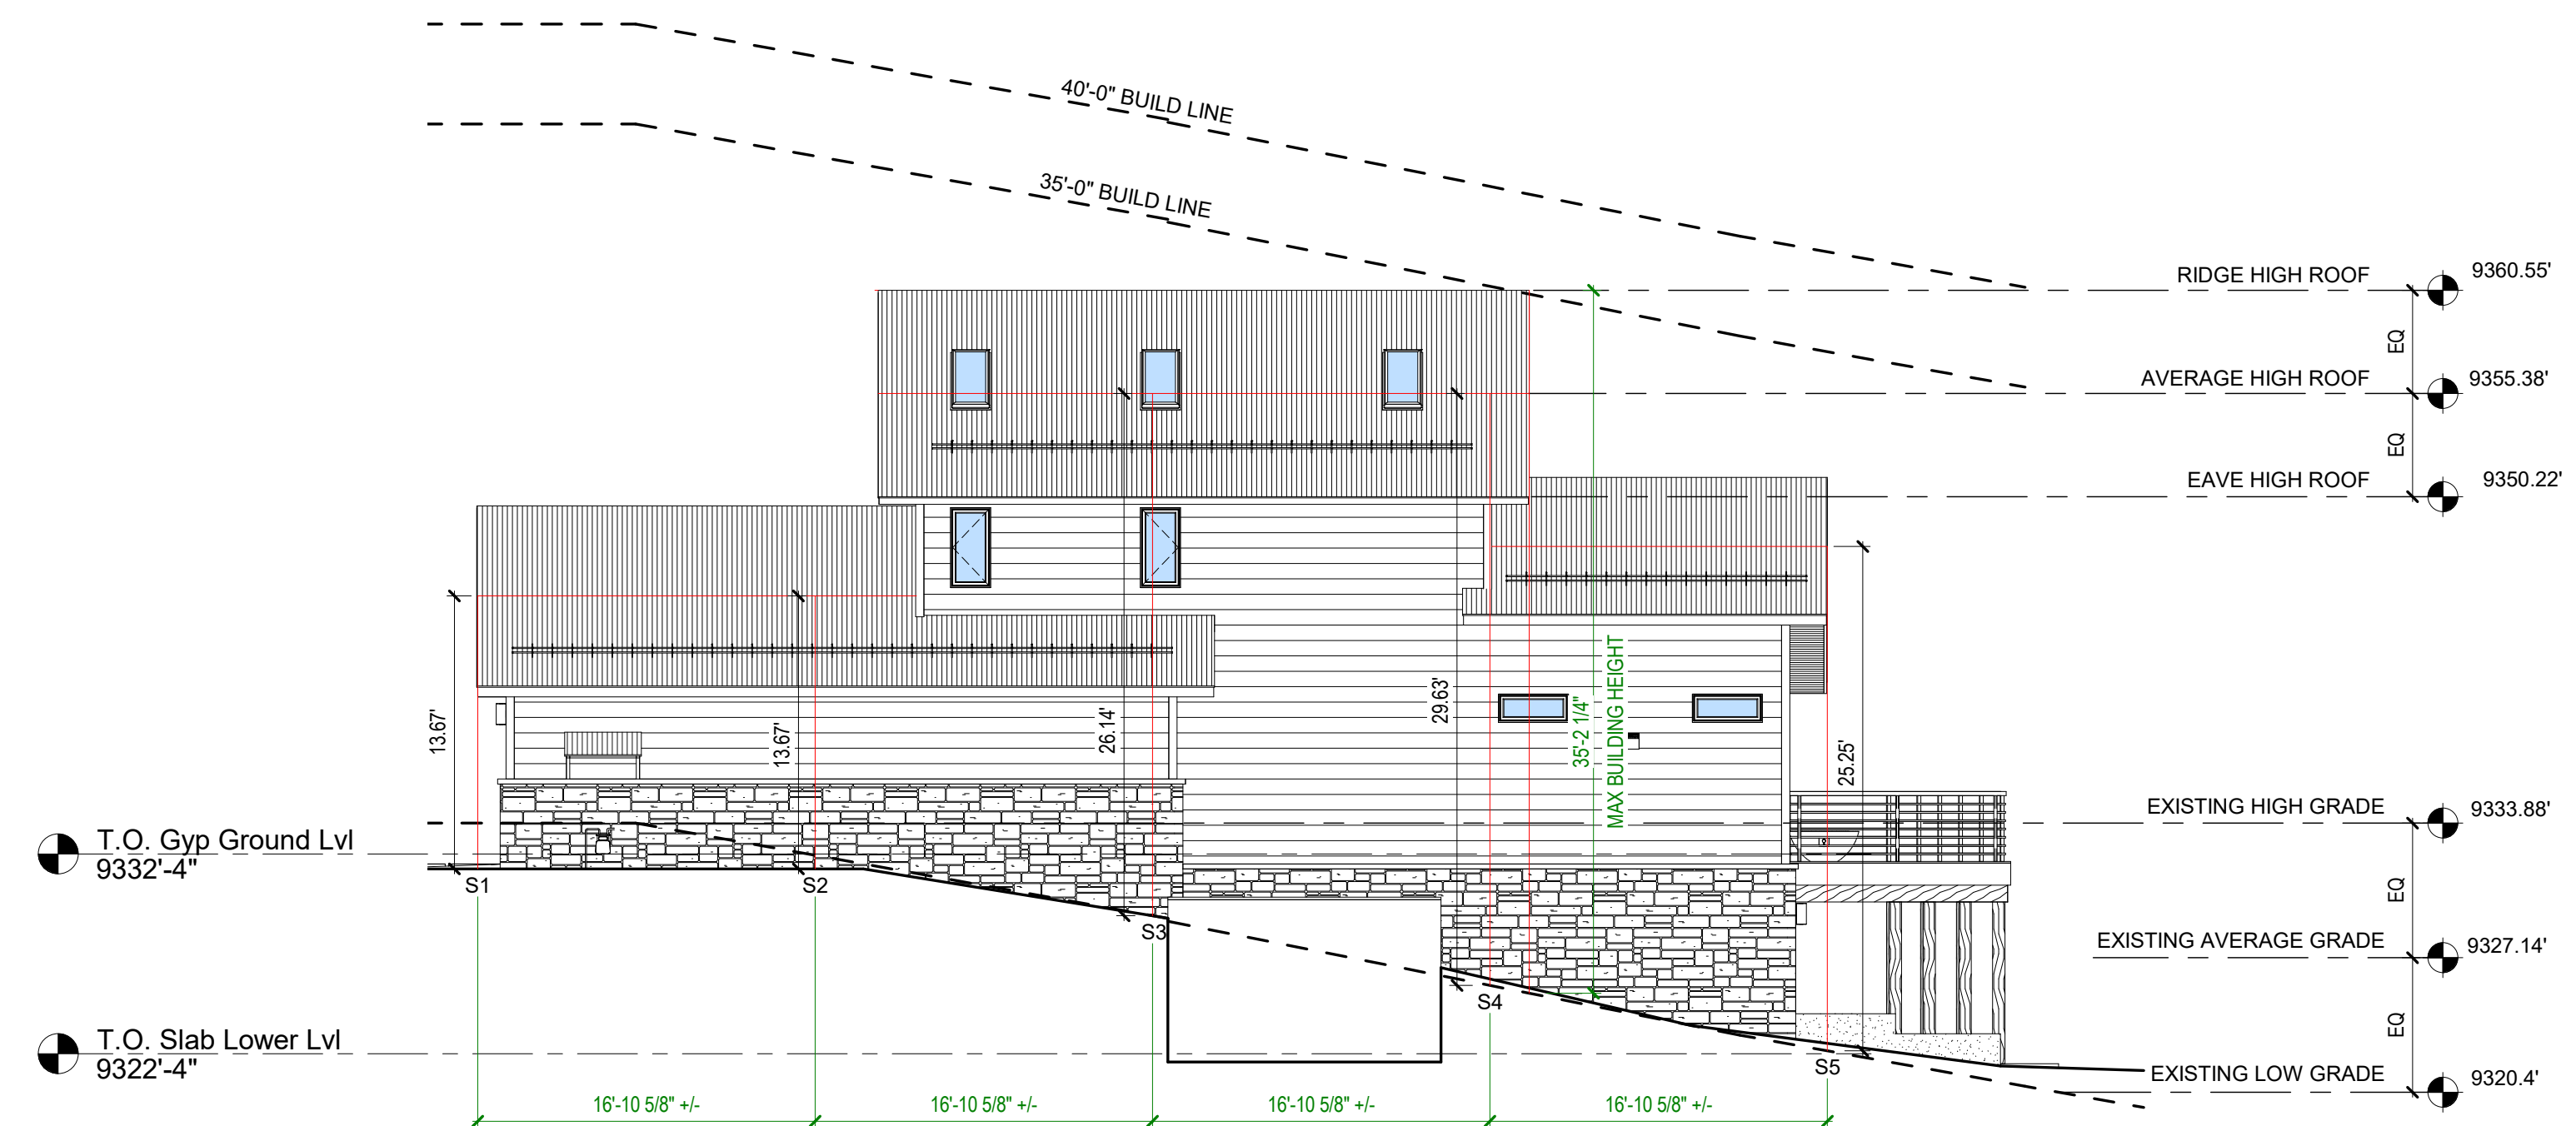 40'-0" BUILD LINE
35'-0" BUILD LINE
RIDGE HIGH ROOF
9360.55'
EQ
AVERAGE HIGH ROOF
9355.38'
EQ
EAVE HIGH ROOF
9350.22'
13.67'
13.67'
26.14'
29.63'
35'-2 1/4"
MAX BUILDING HEIGHT
25.25'
EXISTING HIGH GRADE
9333.88'
T.O. Gyp Ground Lvl
9332'-4"
S1
S2
S3
S4
S5
EQ
EXISTING AVERAGE GRADE
9327.14'
EQ
T.O. Slab Lower Lvl
9322'-4"
EXISTING LOW GRADE
9320.4'
16'-10 5/8" +/-
16'-10 5/8" +/-
16'-10 5/8" +/-
16'-10 5/8" +/-